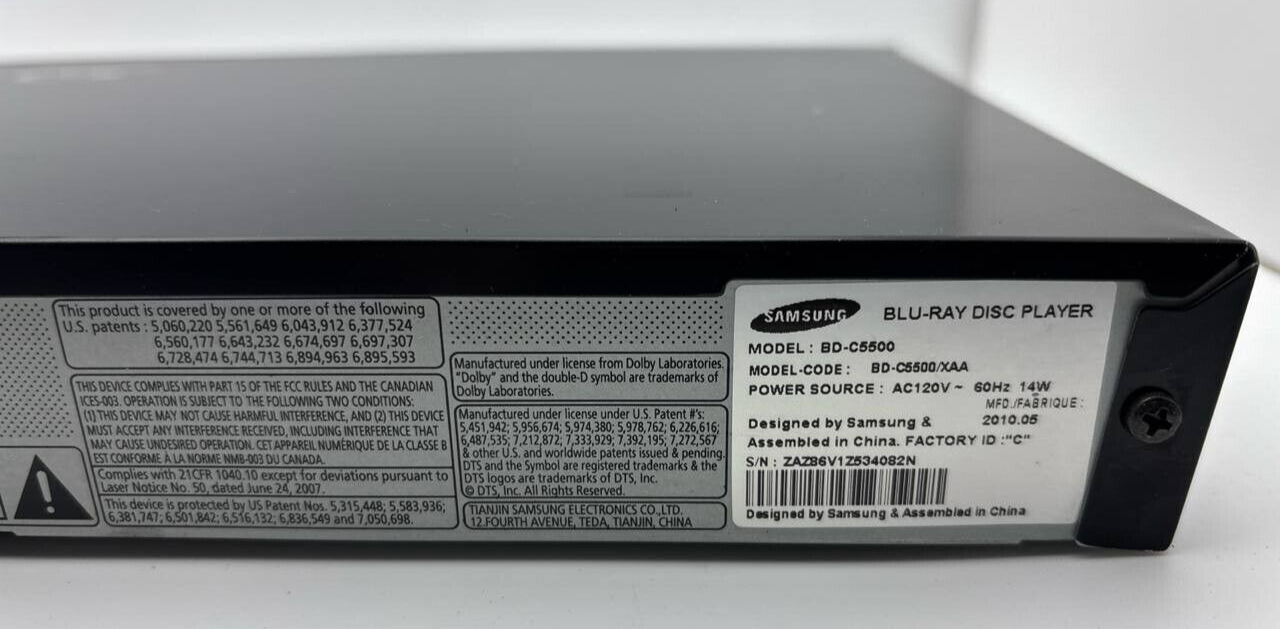 This product is covered by one or more of the following
U.S. patents : 5,060,220 5,561,649 6,043,912 6,377,524
6,560,177 6,643,232 6,674,697 6,697,307
6,728,474 6,744,713 6,894,963 6,895,593
THIS DEVICE COMPLIES WITH PART 15 OF THE FCC RULES AND THE CANADIAN
ICES-003. OPERATION IS SUBJECT TO THE FOLLOWING TWO CONDITIONS:
(1) THIS DEVICE MAY NOT CAUSE HARMFUL INTERFERENCE, AND (2) THIS DEVICE
MUST ACCEPT ANY INTERFERENCE RECEIVED, INCLUDING INTERFERENCE THAT
MAY CAUSE UNDESIRED OPERATION. CET APPAREIL NUMÉRIQUE DE LA CLASSE B
EST CONFORME À LA NORME NMB-003 DU CANADA.
Complies with 21CFR 1040.10 except for deviations pursuant to
Laser Notice No. 50, dated June 24, 2007.
This device is protected by US Patent Nos. 5,315,448; 5,583,936;
6,381,747; 6,501,842; 6,516,132; 6,836,549 and 7,050,698.
Manufactured under license from Dolby Laboratories.
"Dolby" and the double-D symbol are trademarks of
Dolby Laboratories.
Manufactured under license under U.S. Patent #'s:
5,451,942; 5,956,674; 5,974,380; 5,978,762; 6,226,616;
6,487,535; 7,212,872; 7,333,929; 7,392,195; 7,272,567
& other U.S. and worldwide patents issued & pending.
DTS and the Symbol are registered trademarks & the
DTS logos are trademarks of DTS, Inc.
© DTS, Inc. All Rights Reserved.
TIANJIN SAMSUNG ELECTRONICS CO.,LTD.
12.FOURTH AVENUE, TEDA, TIANJIN, CHINA
SAMSUNG BLU-RAY DISC PLAYER
MODEL : BD-C5500
MODEL-CODE : BD-C5500/XAA
POWER SOURCE : AC120V ~ 60Hz 14W
MFD./FABRIQUE :
2010.05
Designed by Samsung &
Assembled in China. FACTORY ID :"C"
S/N : ZAZB6V1Z534082N
Designed by Samsung & Assembled in China